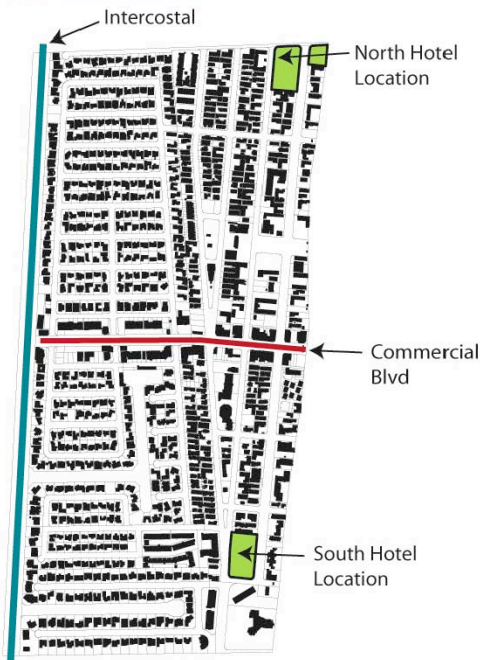 Intercostal
North Hotel
Location
Commercial
Blvd
South Hotel
Location